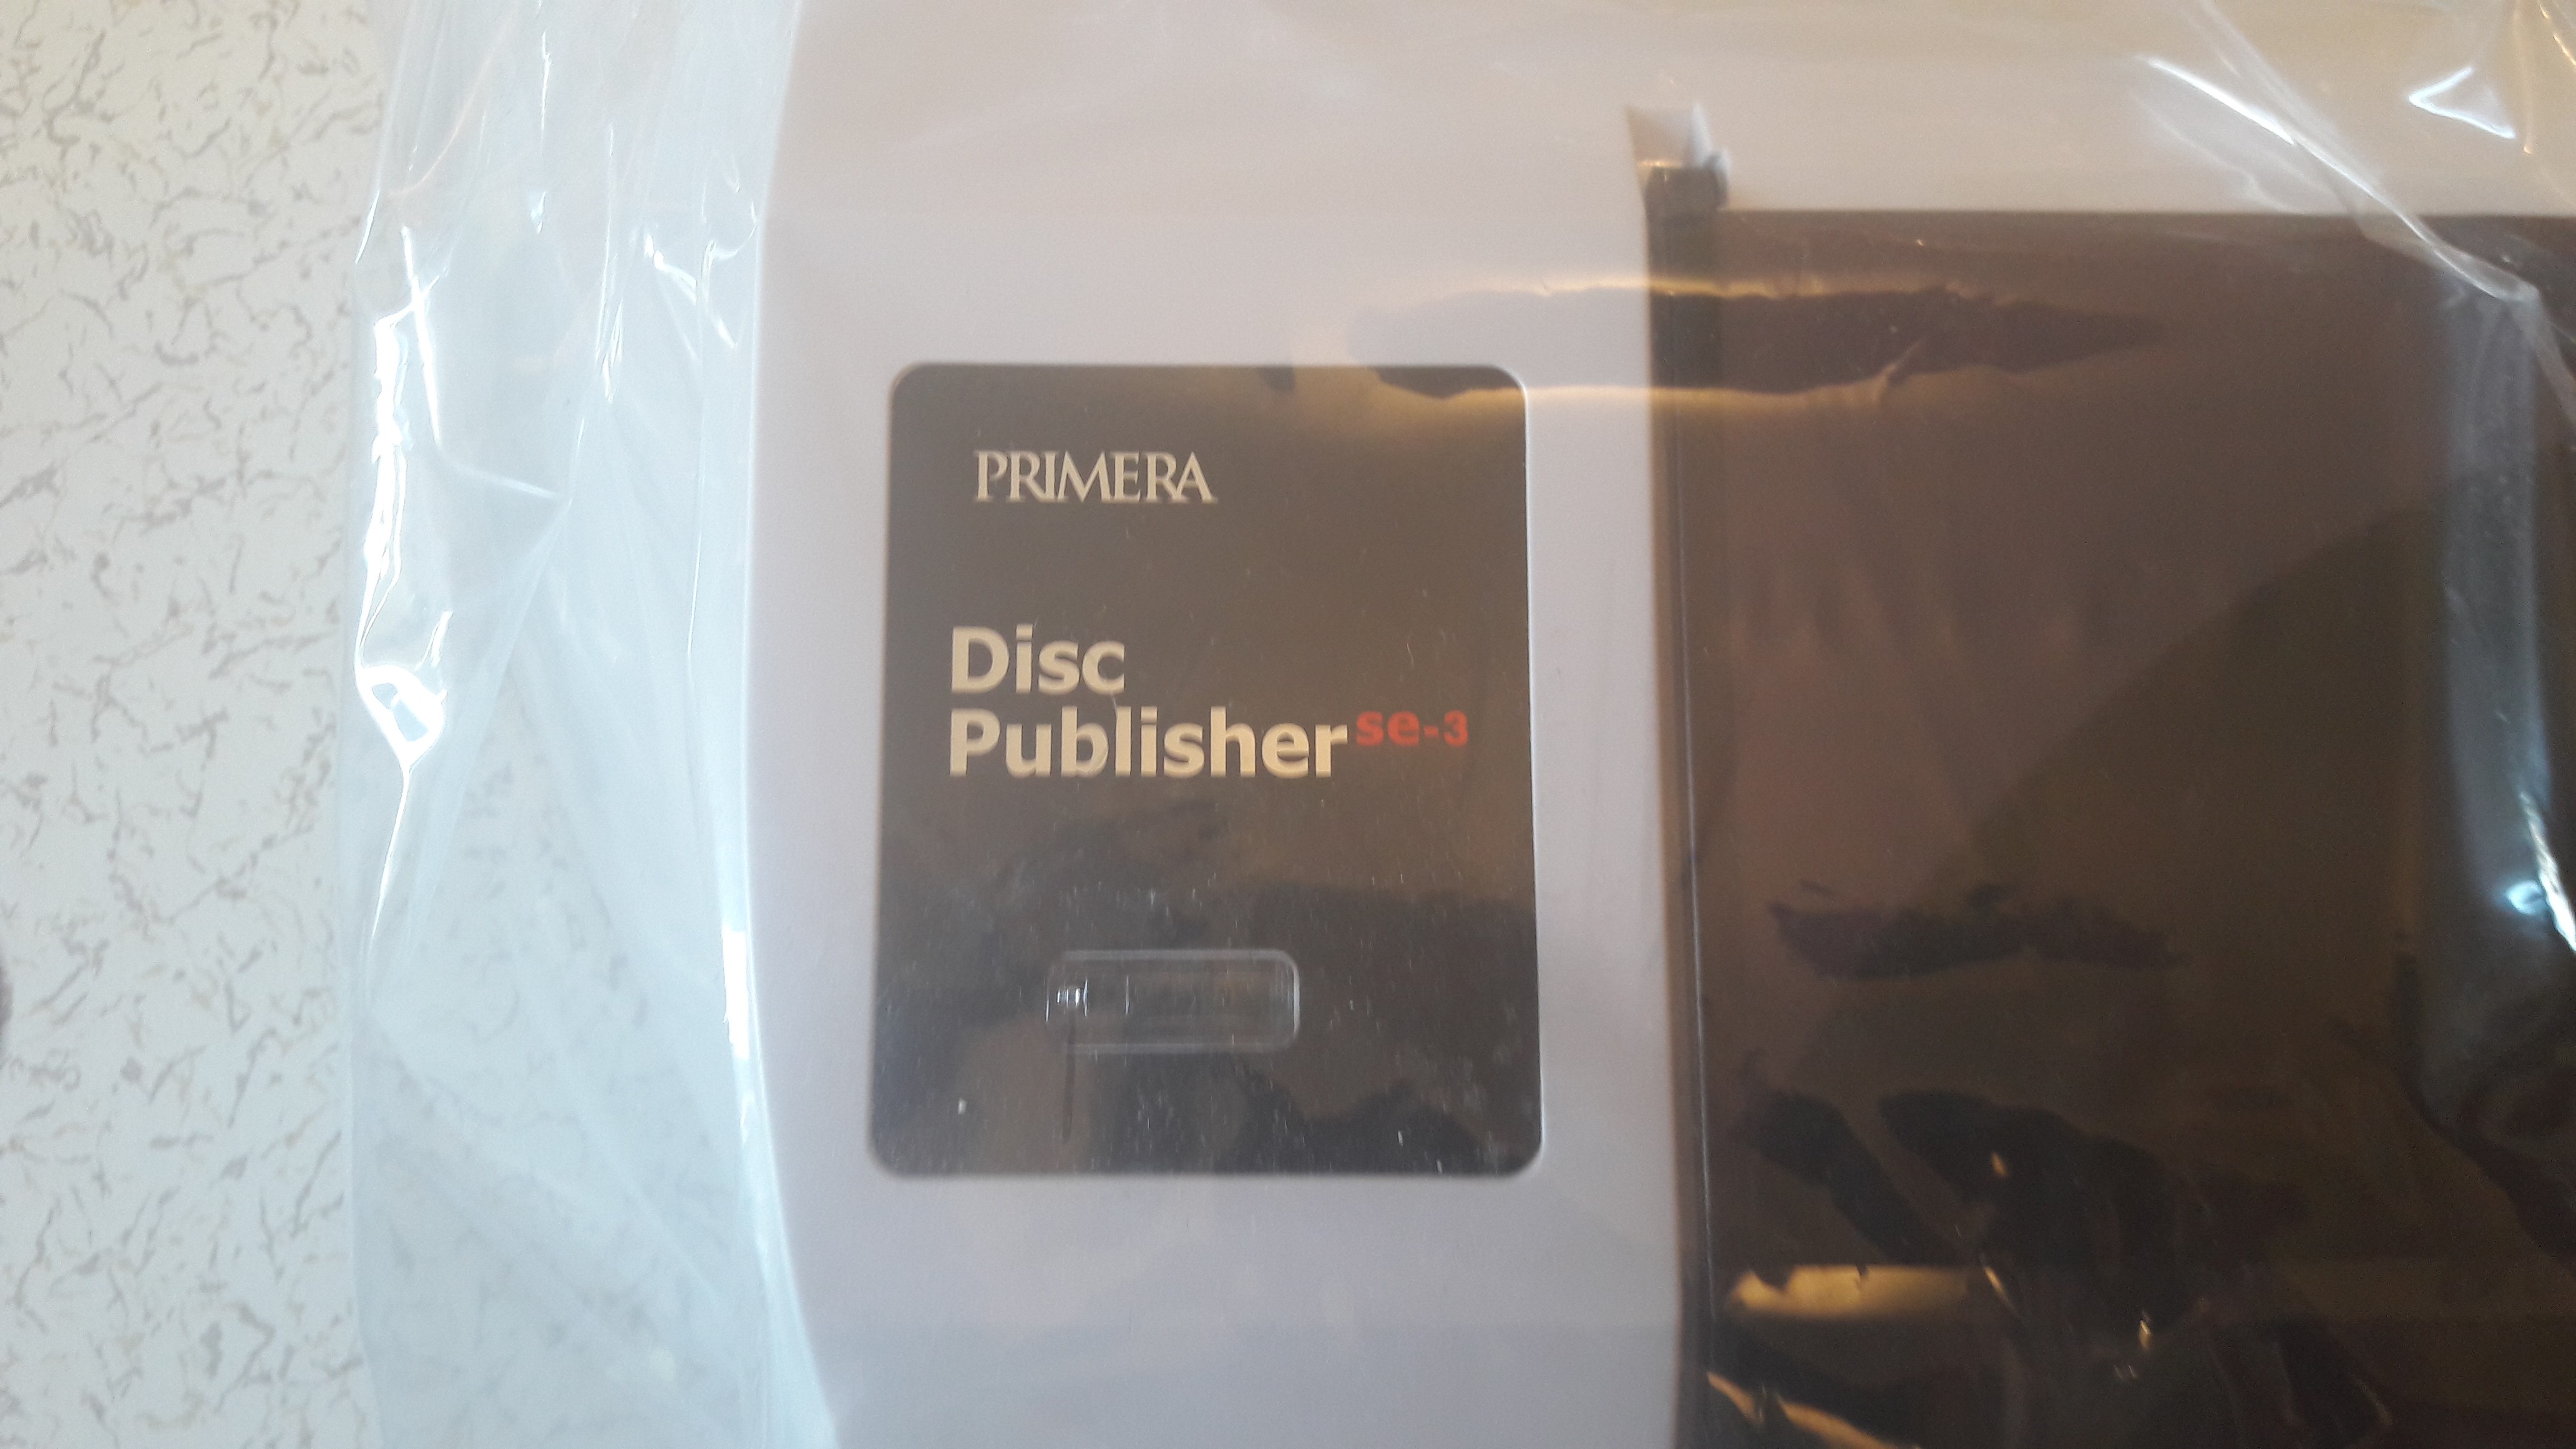 PRIMERA
Disc
Publisher se-3